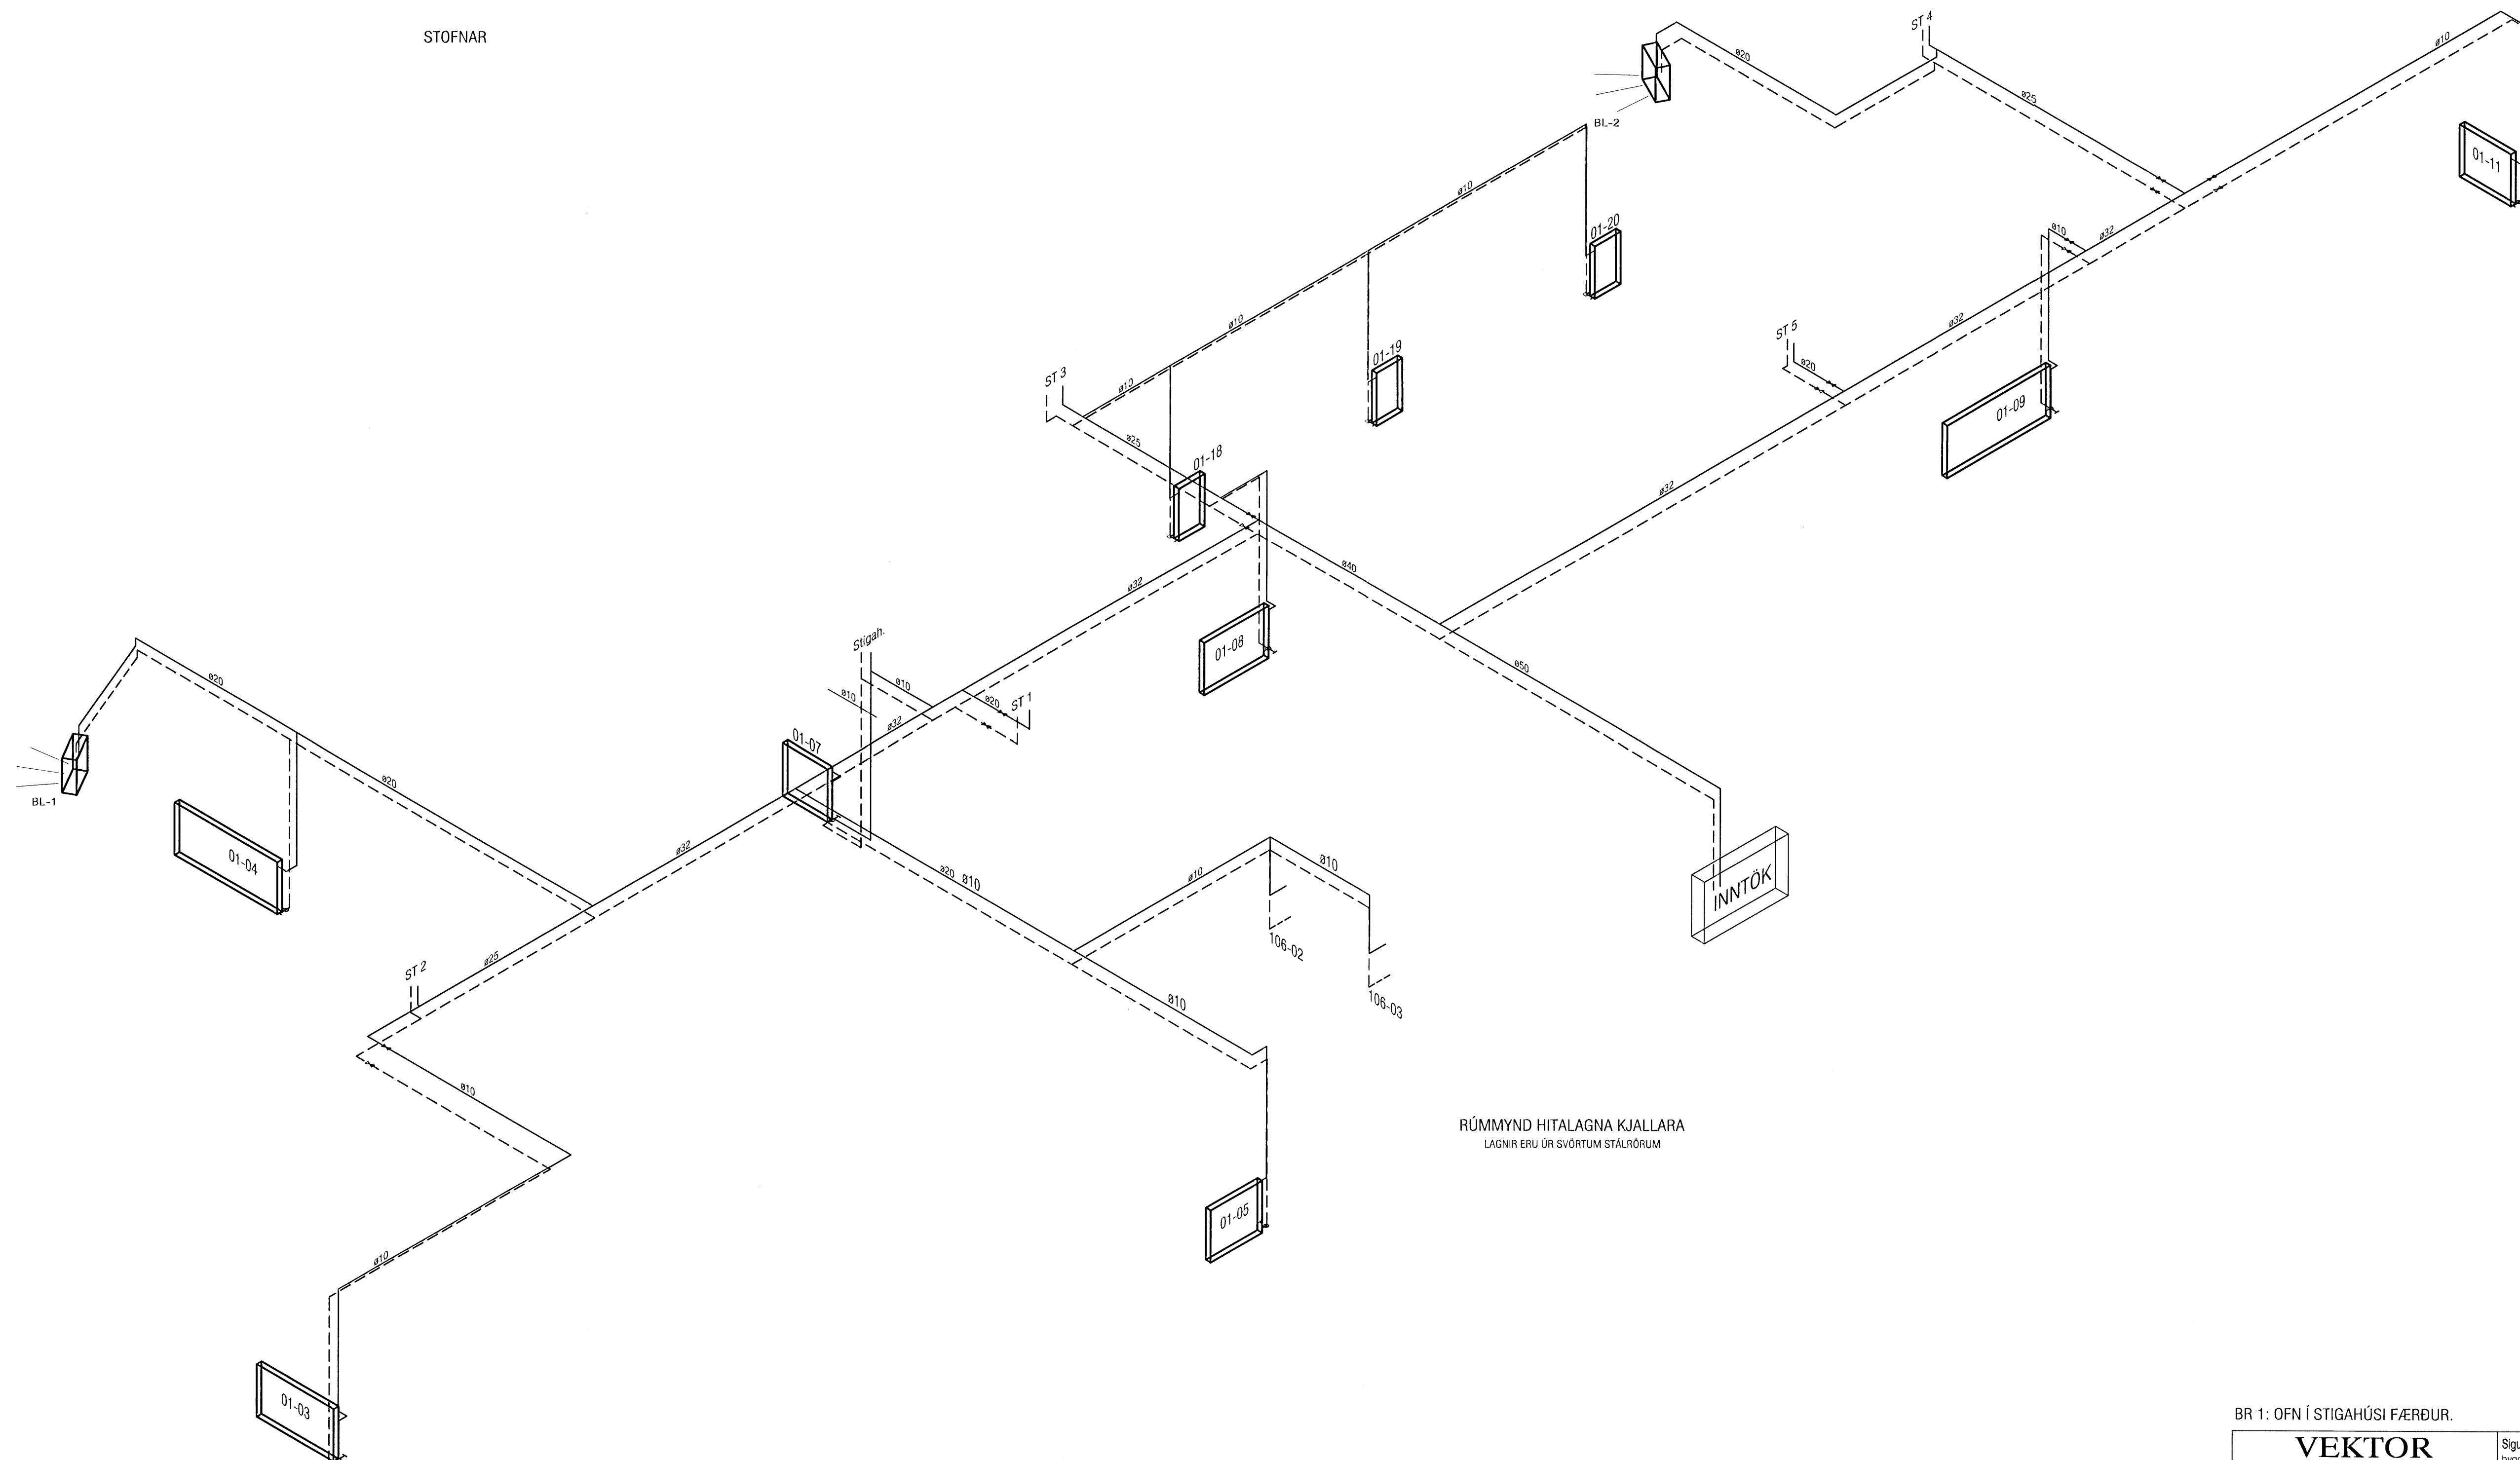 STOFNAR
ST 4
ø10
ø20
ø25
BL-2
01-11
ø10
01-20
ø10
ø32
ø10
ST 5
ø32
ø20
01-19
ST 3
ø10
01-09
ø25
01-18
ø32
ø40
ø32
Stigah.
01-08
ø50
ø20
ø10
ø10
ø20
ST 1
ø32
01-07
ø20
BL-1
ø32
01-04
ø20
ø10
ø10
ø10
INNTÖK
106-02
ø25
ST 2
ø10
106-03
ø10
RÚMMYND HITALAGNA KJALLARA
LAGNIR ERU ÚR SVÖRTUM STÁLRÖRUM
01-05
ø10
01-03
BR 1: OFN Í STIGAHÚSI FÆRÐUR.
VEKTOR